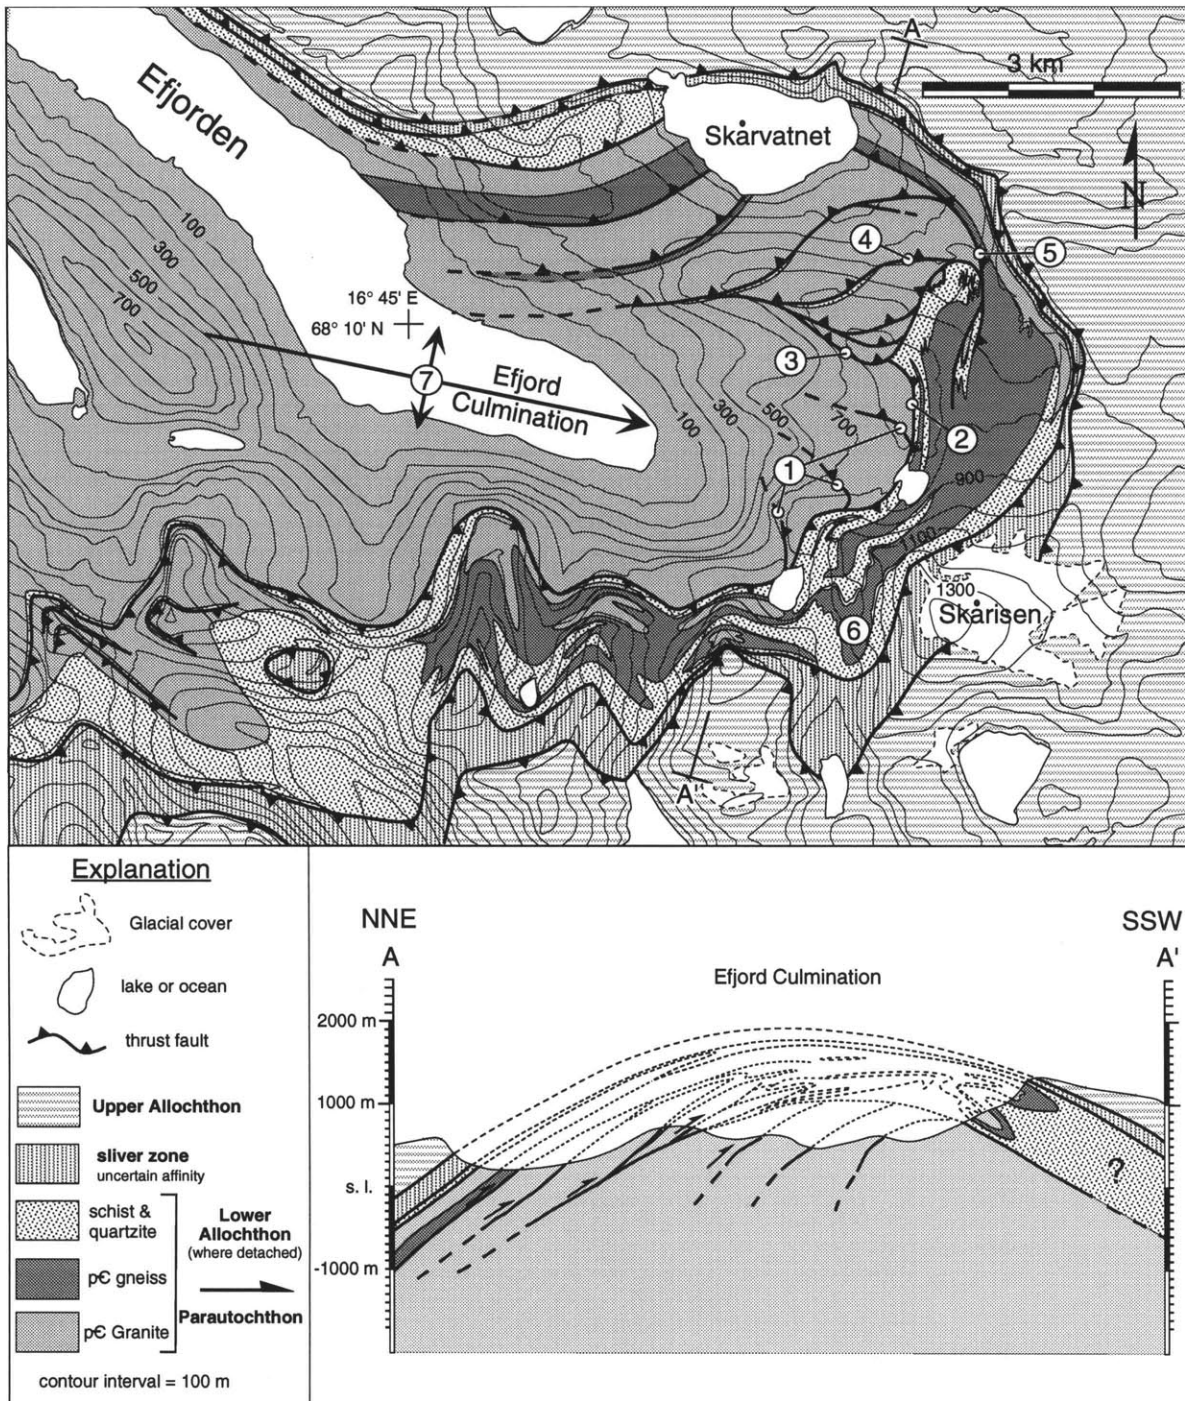 A
3 km
Efjorden
Skårvatnet
N
100
300
500
700
4
5
16° 45' E
68° 10' N
3
7
Efjord
Culmination
100
300
500
700
2
1
900
1100
1300
Skårisen
6
A'
Explanation
Glacial cover
lake or ocean
thrust fault
Upper Allochthon
sliver zone
uncertain affinity
schist &
quartzite
Lower
Allochthon
(where detached)
p€ gneiss
Parautochthon
p€ Granite
contour interval = 100 m
NNE
SSW
A
A'
Efjord Culmination
2000 m
1000 m
s. l.
-1000 m
?